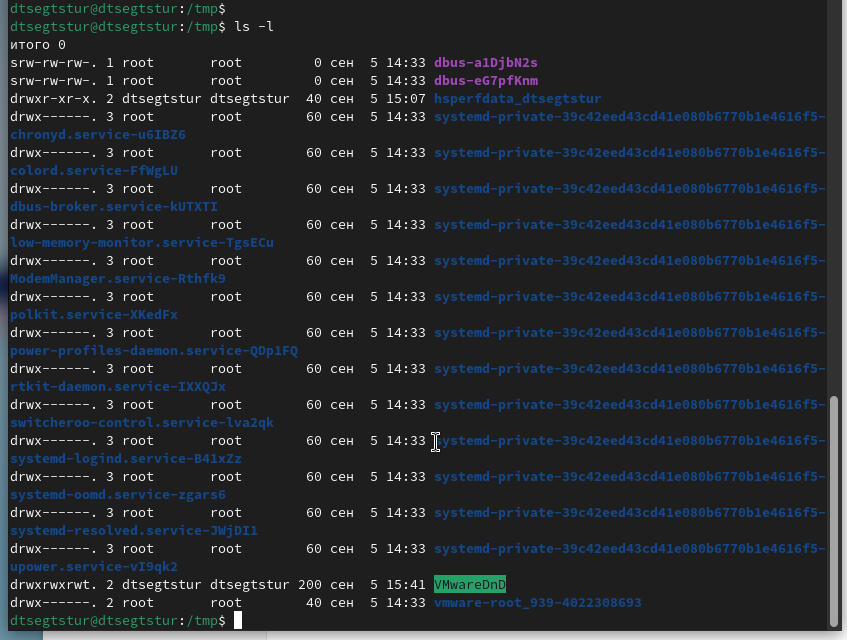 dtsegtstur@dtsegtstur:/tmp$
dtsegtstur@dtsegtstur:/tmp$ ls -l
итого 0
srw-rw-rw-. 1 root       root         0 сен  5 14:33 dbus-a1DjbN2s
srw-rw-rw-. 1 root       root         0 сен  5 14:33 dbus-eG7pfKnm
drwxr-xr-x. 2 dtsegtstur dtsegtstur  40 сен  5 15:07 hsperfdata_dtsegtstur
drwx------. 3 root       root        60 сен  5 14:33 systemd-private-39c42eed43cd41e080b6770b1e4616f5-
chronyd.service-u6IBZ6
drwx------. 3 root       root        60 сен  5 14:33 systemd-private-39c42eed43cd41e080b6770b1e4616f5-
colord.service-FfWgLU
drwx------. 3 root       root        60 сен  5 14:33 systemd-private-39c42eed43cd41e080b6770b1e4616f5-
dbus-broker.service-kUTXTI
drwx------. 3 root       root        60 сен  5 14:33 systemd-private-39c42eed43cd41e080b6770b1e4616f5-
low-memory-monitor.service-TgsECu
drwx------. 3 root       root        60 сен  5 14:33 systemd-private-39c42eed43cd41e080b6770b1e4616f5-
ModemManager.service-Rthfk9
drwx------. 3 root       root        60 сен  5 14:33 systemd-private-39c42eed43cd41e080b6770b1e4616f5-
polkit.service-XKedFx
drwx------. 3 root       root        60 сен  5 14:33 systemd-private-39c42eed43cd41e080b6770b1e4616f5-
power-profiles-daemon.service-QDp1FQ
drwx------. 3 root       root        60 сен  5 14:33 systemd-private-39c42eed43cd41e080b6770b1e4616f5-
rtkit-daemon.service-IXXQJx
drwx------. 3 root       root        60 сен  5 14:33 systemd-private-39c42eed43cd41e080b6770b1e4616f5-
switcheroo-control.service-lva2qk
drwx------. 3 root       root        60 сен  5 14:33 systemd-private-39c42eed43cd41e080b6770b1e4616f5-
systemd-logind.service-B41xZz
drwx------. 3 root       root        60 сен  5 14:33 systemd-private-39c42eed43cd41e080b6770b1e4616f5-
systemd-oomd.service-zgars6
drwx------. 3 root       root        60 сен  5 14:33 systemd-private-39c42eed43cd41e080b6770b1e4616f5-
systemd-resolved.service-JWjDI1
drwx------. 3 root       root        60 сен  5 14:33 systemd-private-39c42eed43cd41e080b6770b1e4616f5-
upower.service-vI9qk2
drwxrwxrwt. 2 dtsegtstur dtsegtstur 200 сен  5 15:41 VMwareDnD
drwx------. 2 root       root        40 сен  5 14:33 vmware-root_939-4022308693
dtsegtstur@dtsegtstur:/tmp$